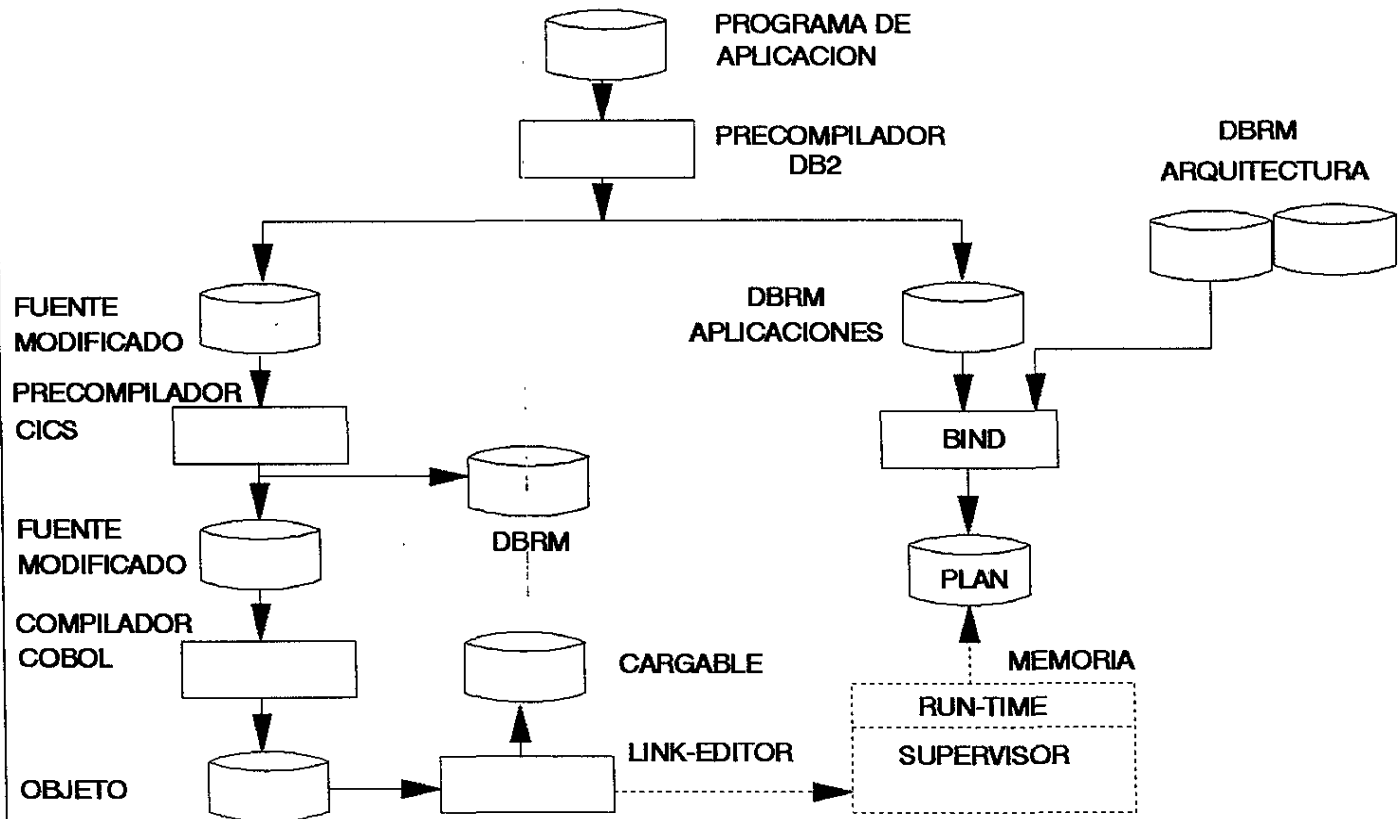 PROGRAMA DE
APLICACION
PRECOMPILADOR
DB2
DBRM
ARQUITECTURA
FUENTE
MODIFICADO
DBRM
APLICACIONES
PRECOMPILADOR
CICS
BIND
FUENTE
MODIFICADO
DBRM
PLAN
COMPILADOR
COBOL
CARGABLE
MEMORIA
RUN-TIME
LINK-EDITOR
SUPERVISOR
OBJETO